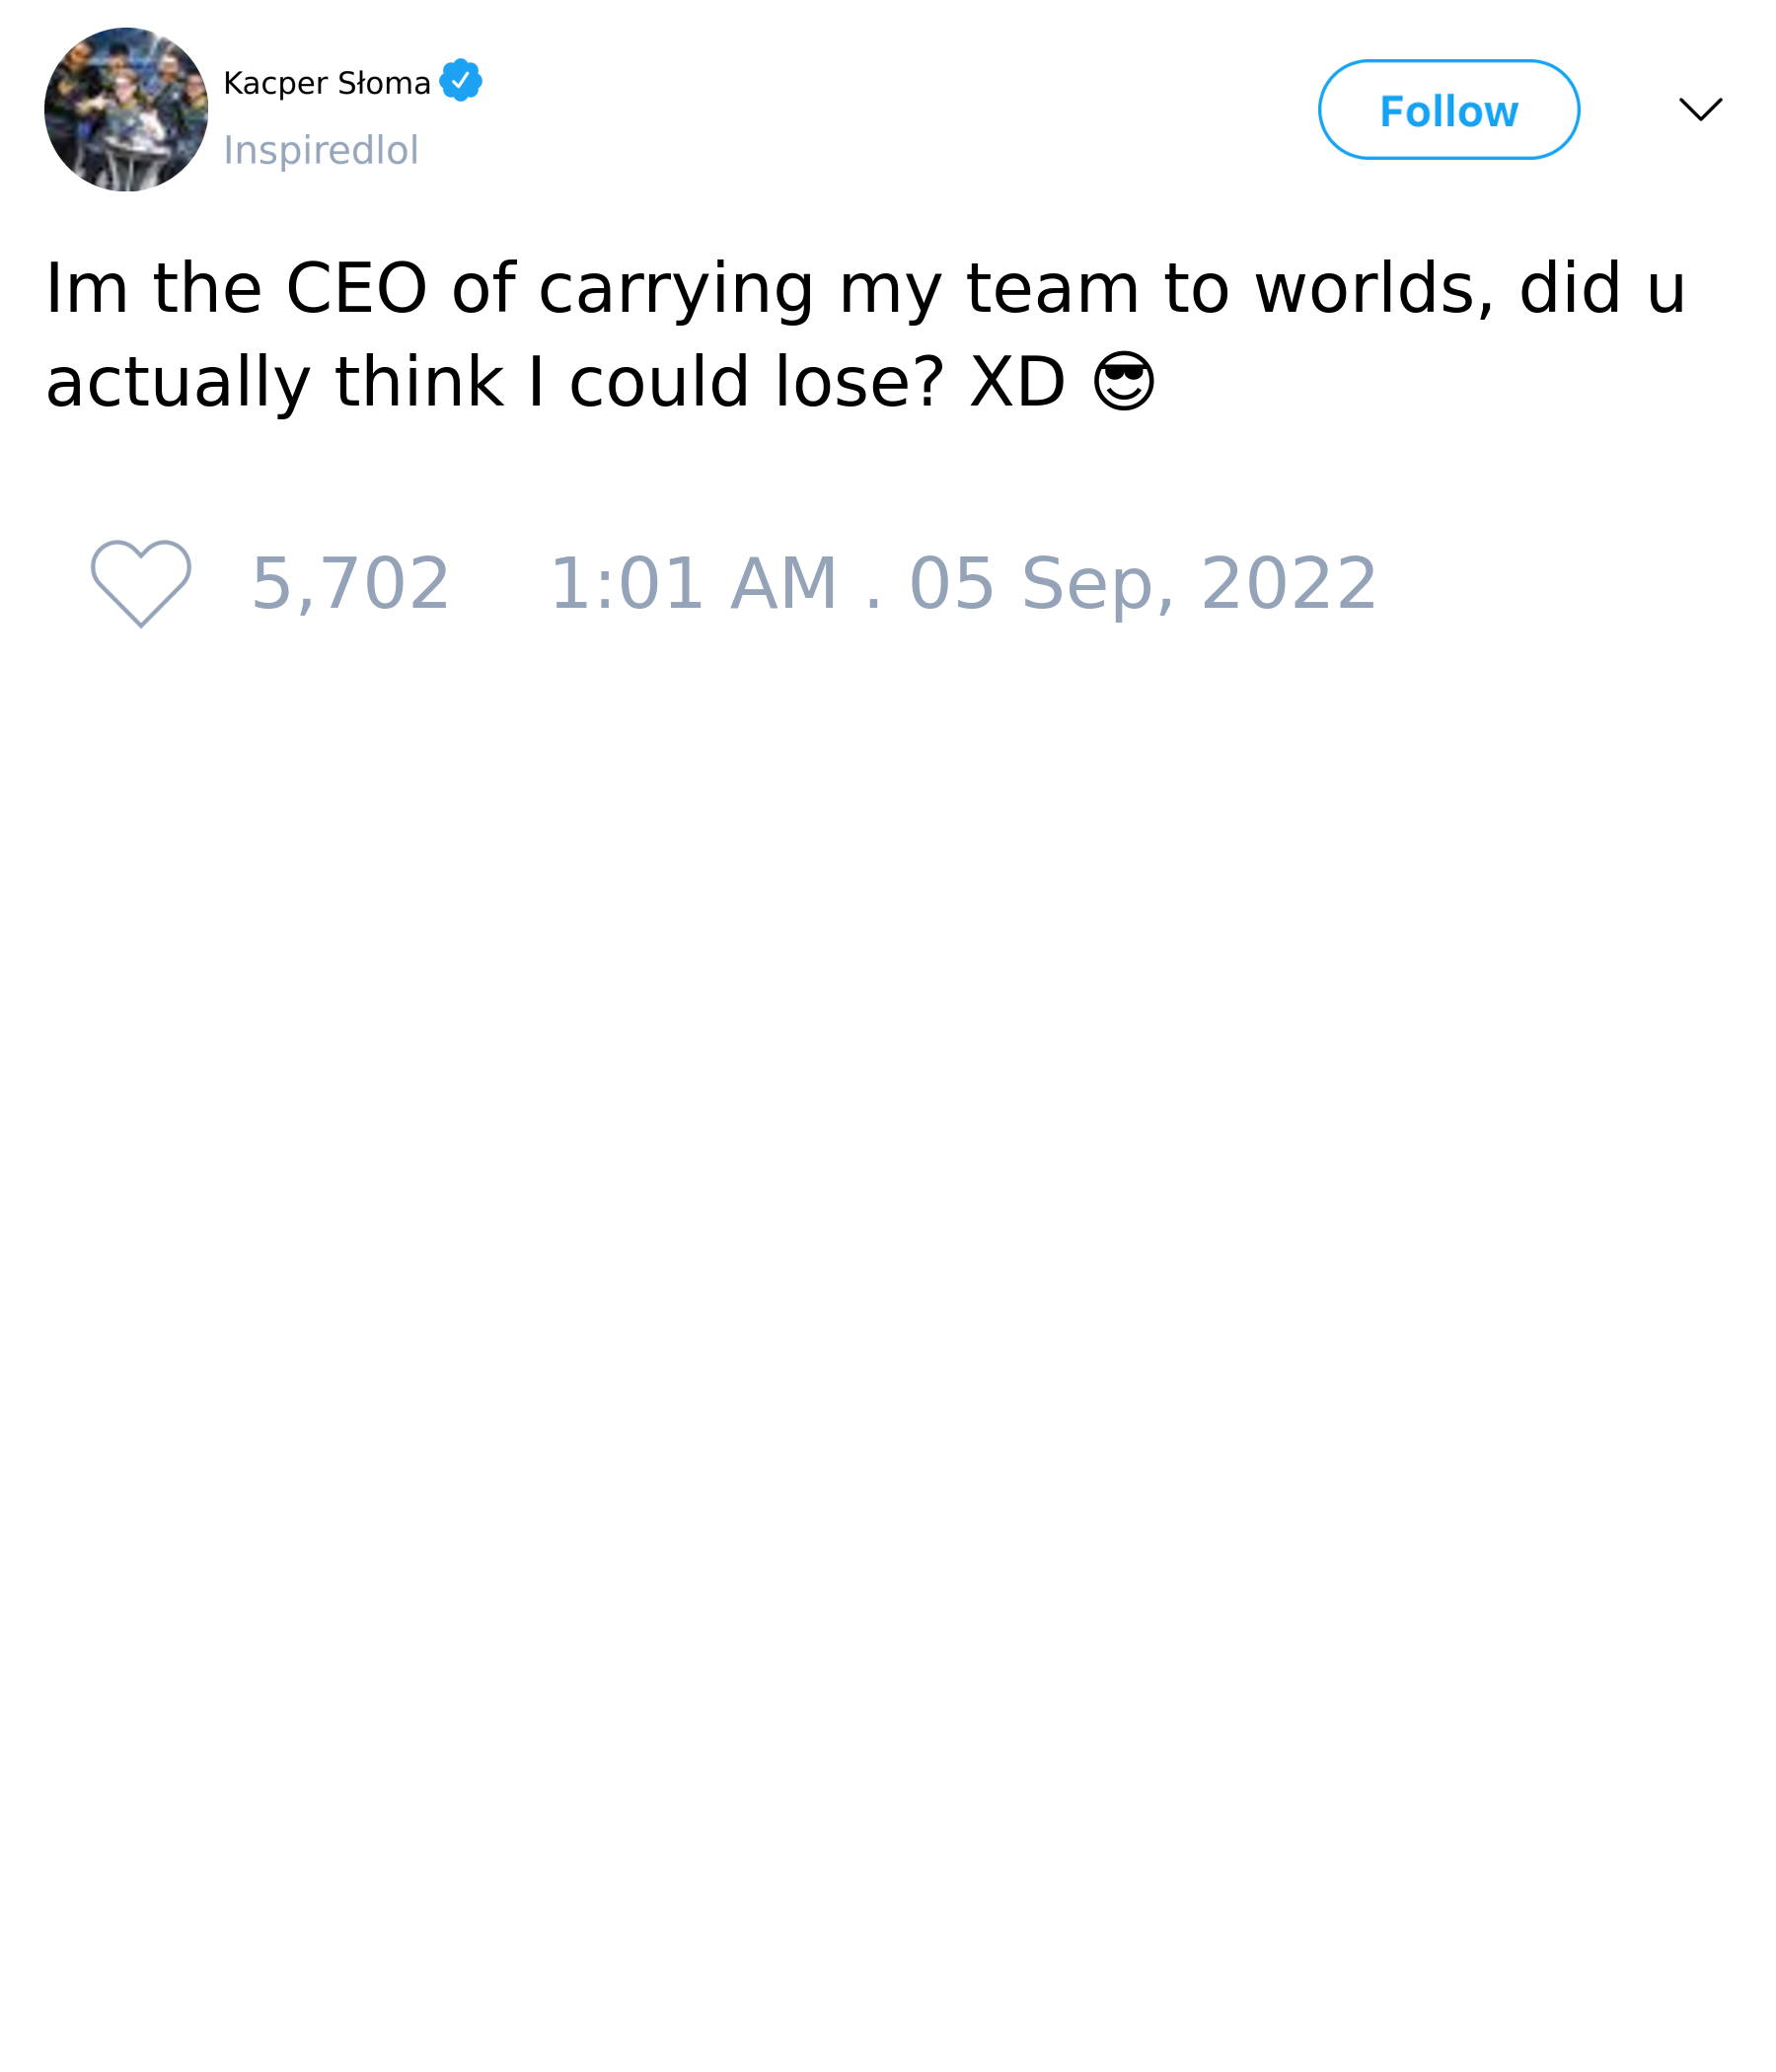 Kacper Słoma
Inspiredlol
Follow
Im the CEO of carrying my team to worlds, did u
actually think I could lose? XD 😎
5,702 1:01 AM . 05 Sep, 2022